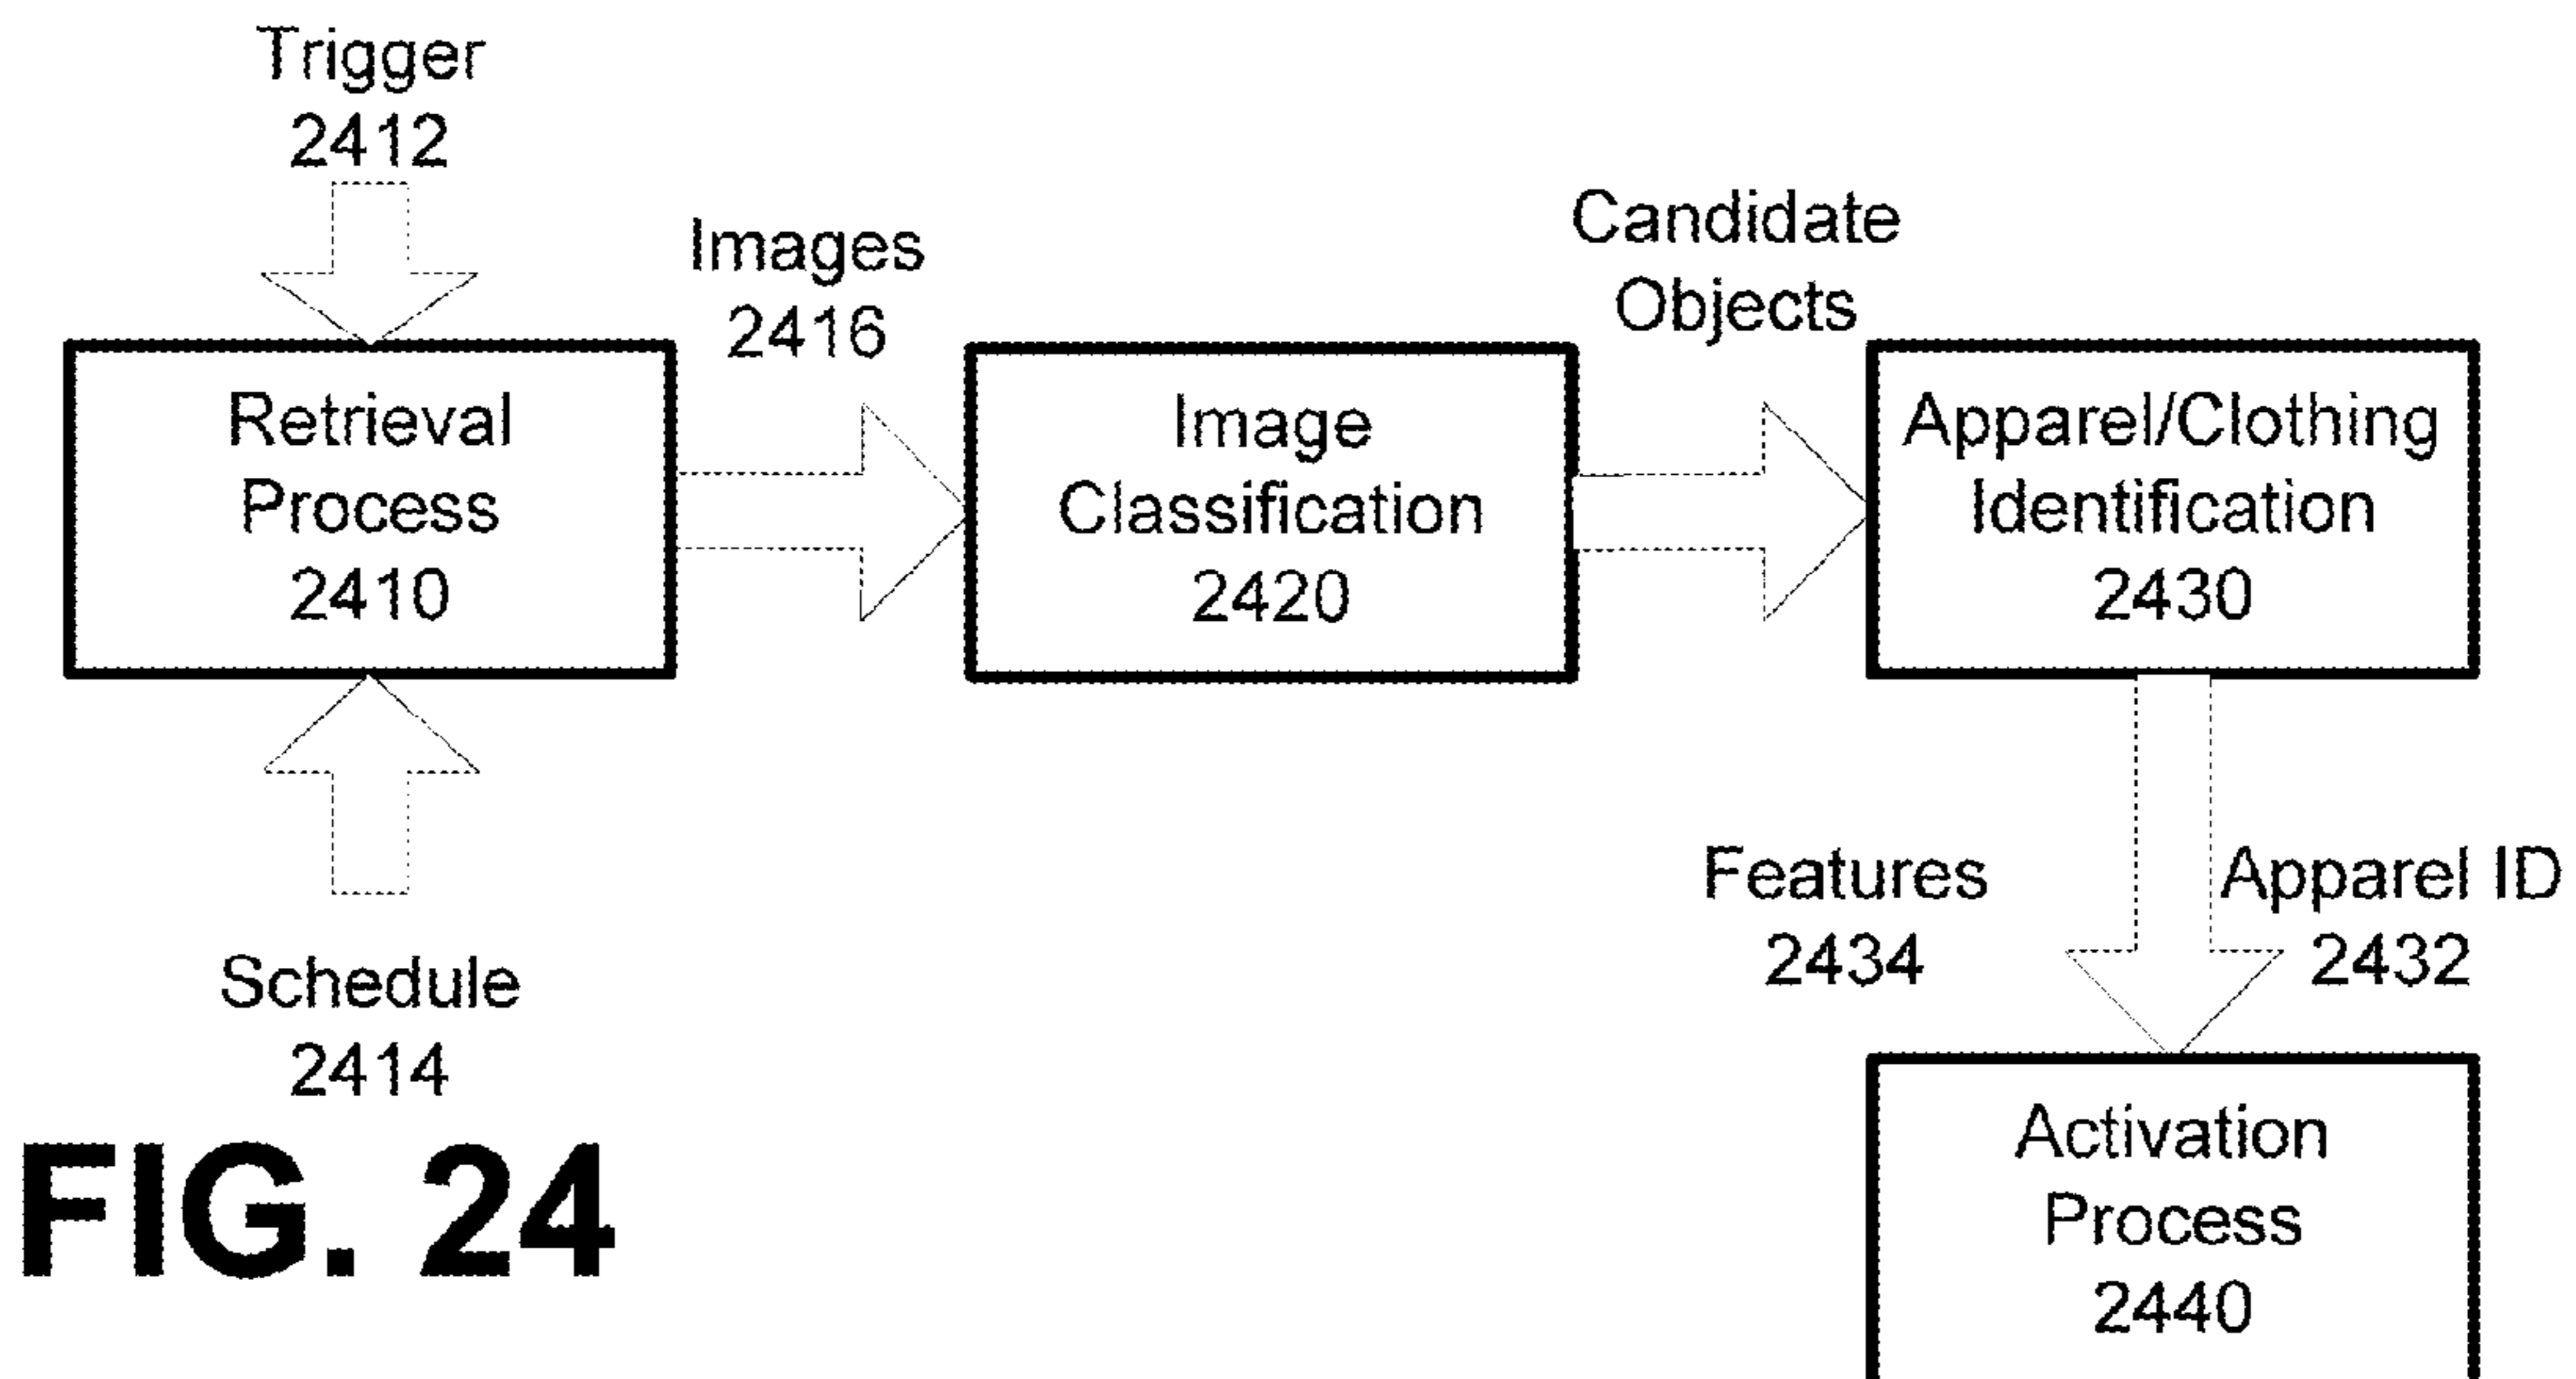 Trigger
2412
Images
2416
Candidate
Objects
Retrieval
Process
2410
Image
Classification
2420
Apparel/Clothing
Identification
2430
Features
2434
Apparel ID
2432
Schedule
2414
Activation
Process
2440
FIG. 24